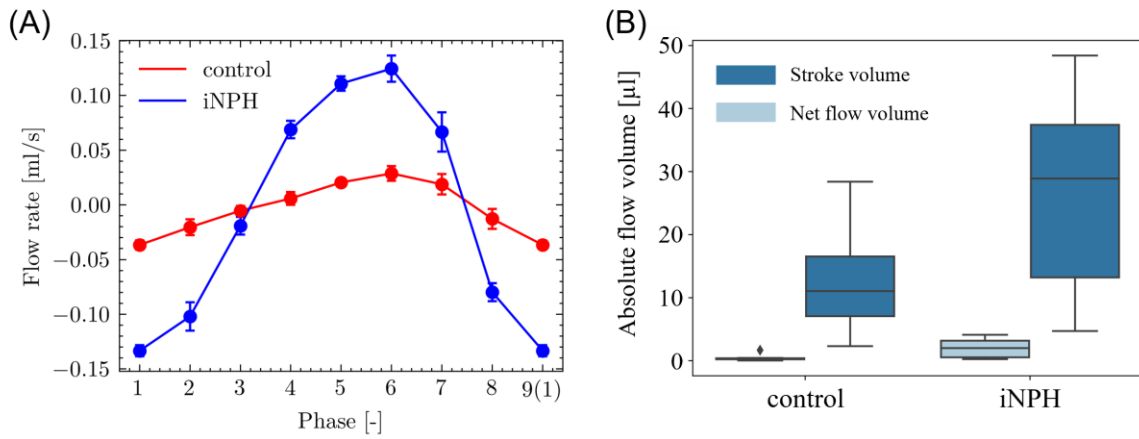 (A)
0.15
0.10
0.05
0.00
−0.05
−0.10
−0.15
Flow rate [ml/s]
control
iNPH
1 2 3 4 5 6 7 8 9(1)
Phase [-]
(B)
50
40
30
20
10
0
Absolute flow volume [µl]
Stroke volume
Net flow volume
control iNPH